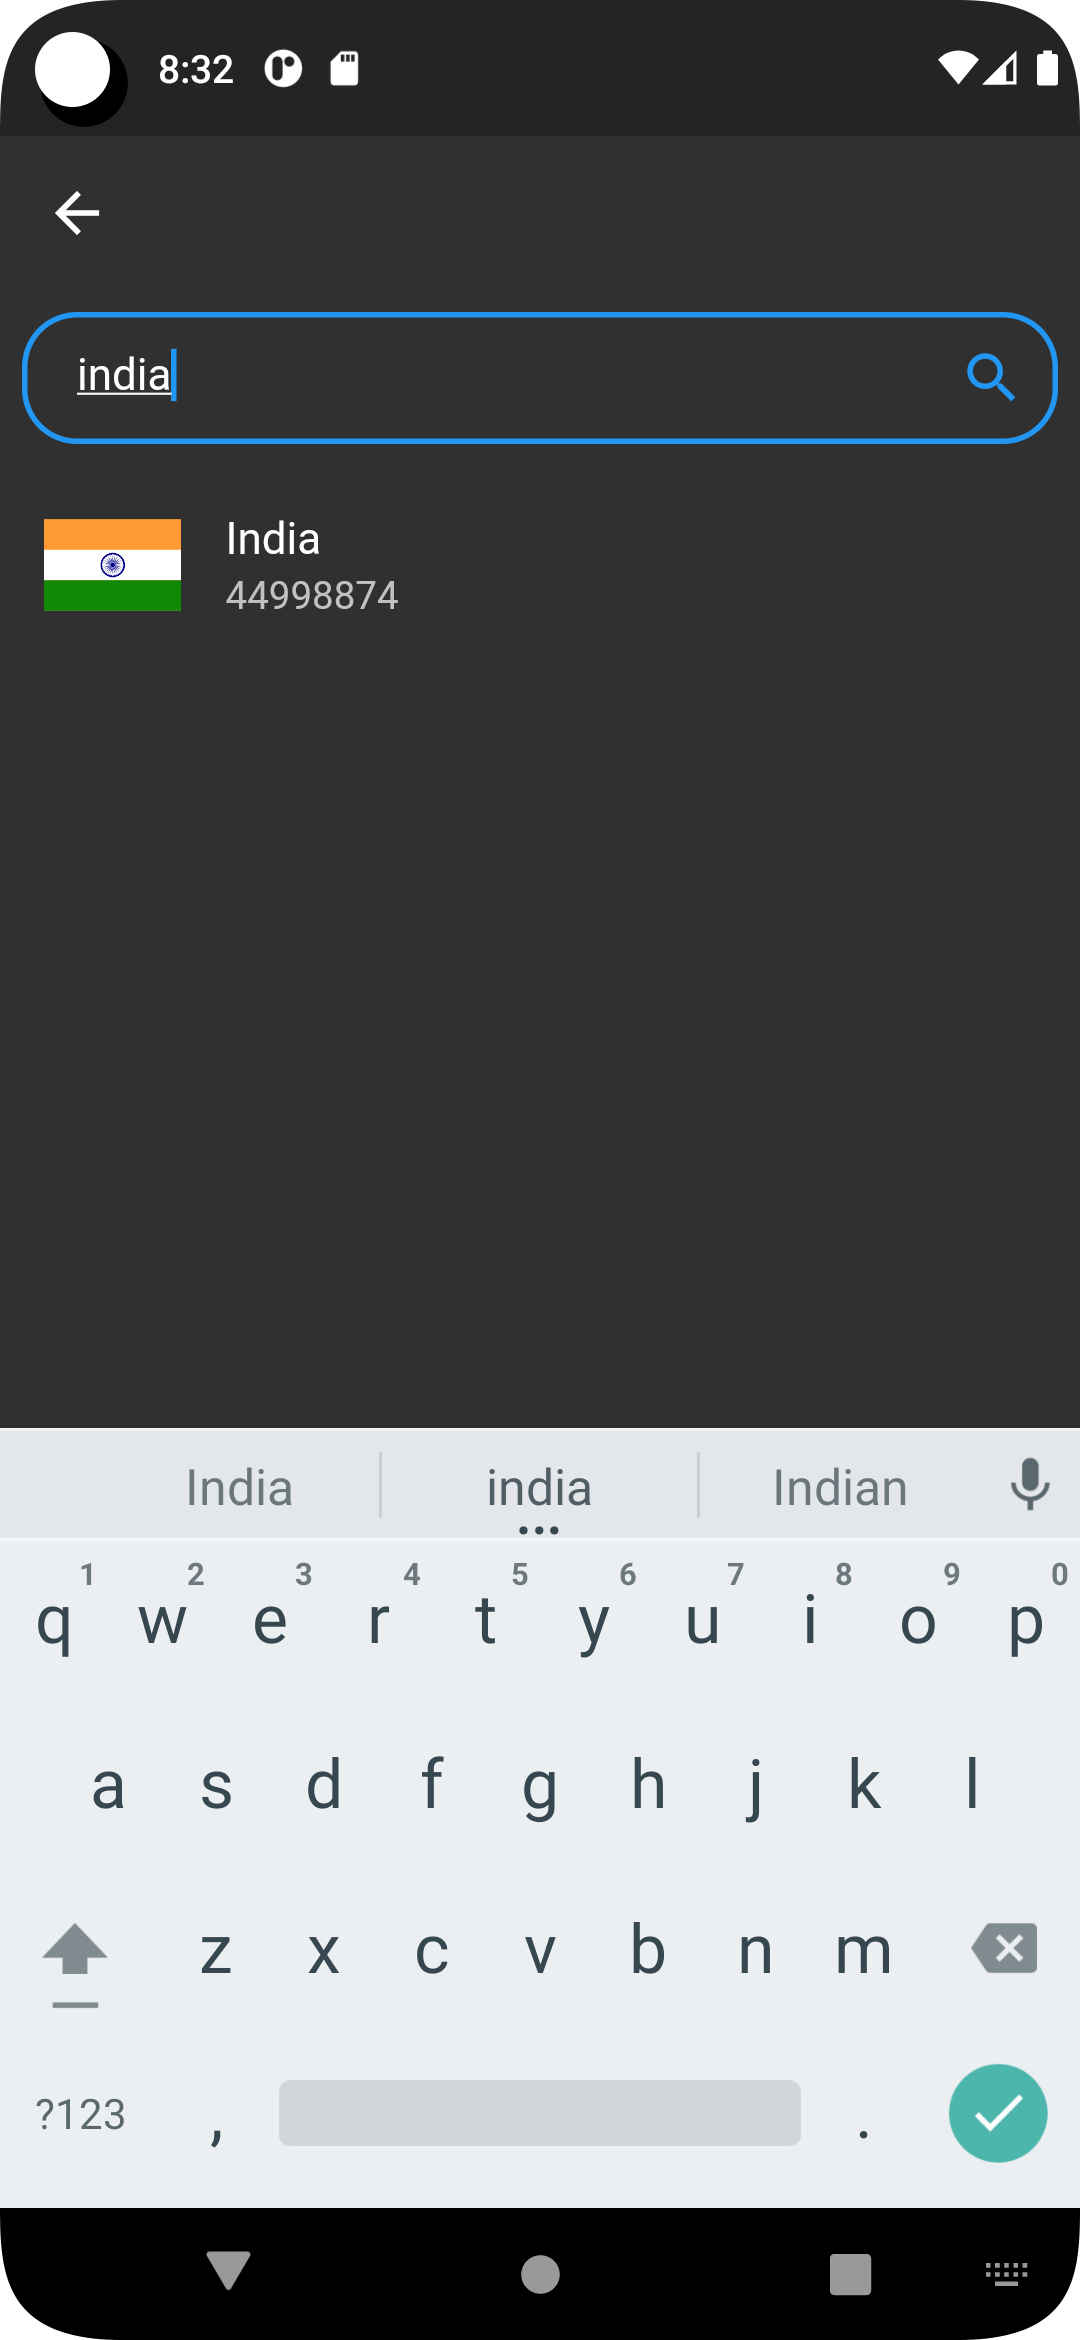 8:32
india
India
44998874
India india Indian
1 2 3 4 5 6 7 8 9 0
q w e r t y u i o p
a s d f g h j k l
z x c v b n m
?123 , .